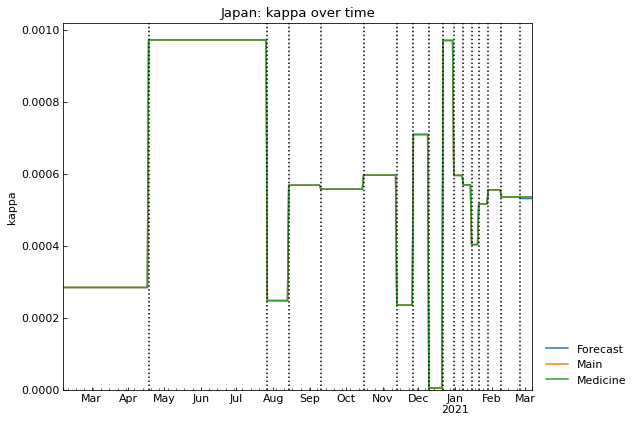 Japan: kappa over time
0.0010
0.0008
0.0006
0.0004
0.0002
0.0000
kappa
Mar Apr May Jun Jul Aug Sep Oct Nov Dec Jan Feb Mar
2021
Forecast
Main
Medicine